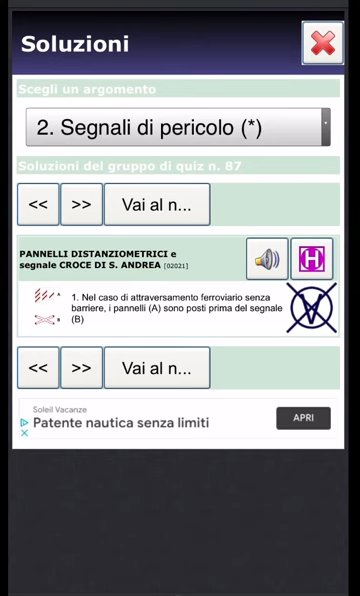 Soluzioni
Scegli un argomento
2. Segnali di pericolo (*)
Soluzioni del gruppo di quiz n. 87
<< >> Vai al n...
PANNELLI DISTANZIOMETRICI e
segnale CROCE DI S. ANDREA [02021]
H
A
B
1. Nel caso di attraversamento ferroviario senza
barriere, i pannelli (A) sono posti prima del segnale
(B)
V
<< >> Vai al n...
Soleil Vacanze
Patente nautica senza limiti
APRI